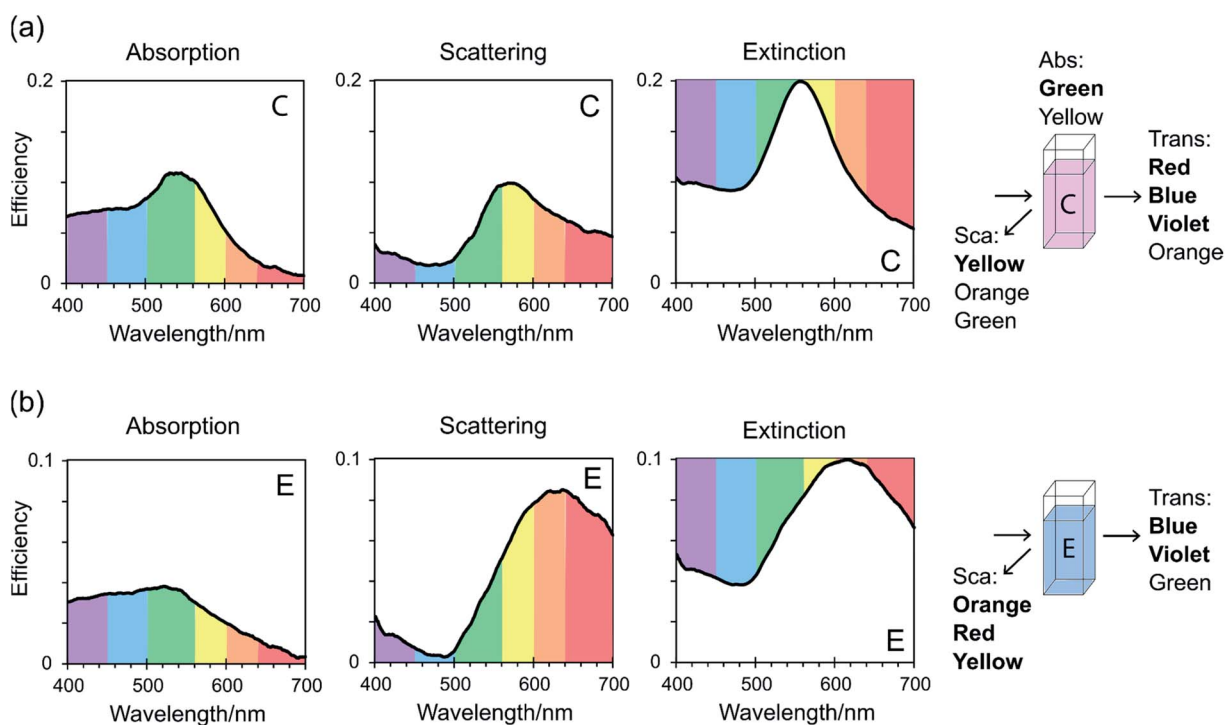 (a)
Absorption
Scattering
Extinction
0.2
0.2
0.2
C
C
C
Efficiency
0
0
0
400 500 600 700
400 500 600 700
400 500 600 700
Wavelength/nm
Wavelength/nm
Wavelength/nm
Abs:
Green
Yellow
C
Sca:
Yellow
Orange
Green
Trans:
Red
Blue
Violet
Orange
(b)
Absorption
Scattering
Extinction
0.1
0.1
0.1
E
E
E
Efficiency
0
0
0
400 500 600 700
400 500 600 700
400 500 600 700
Wavelength/nm
Wavelength/nm
Wavelength/nm
E
Sca:
Orange
Red
Yellow
Trans:
Blue
Violet
Green